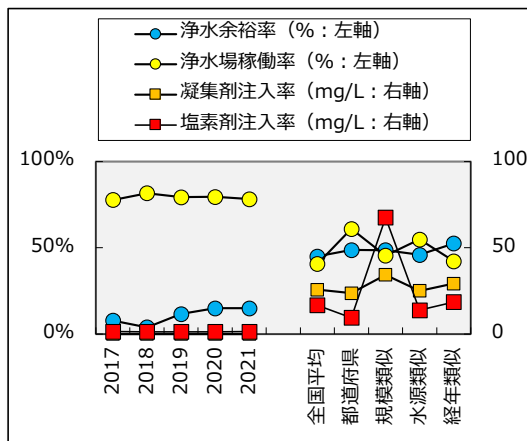 浄水余裕率（%：左軸）
浄水場稼働率（%：左軸）
凝集剤注入率（mg/L：右軸）
塩素剤注入率（mg/L：右軸）
100%
50%
0%
100
50
0
2017
2018
2019
2020
2021
全国平均
都道府県
規模類似
水源類似
経年類似